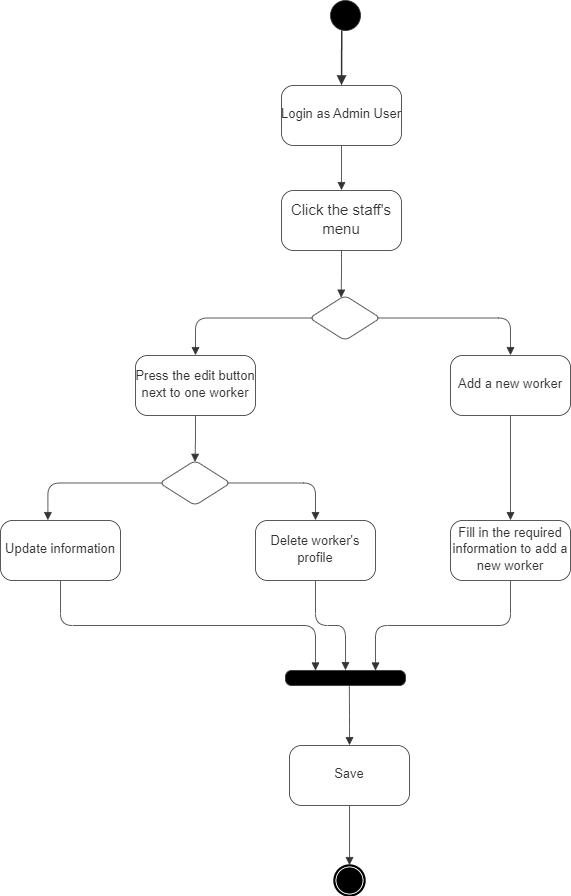 Login as Admin User
Click the staff's
menu
Press the edit button
next to one worker
Add a new worker
Update information
Delete worker's
profile
Fill in the required
information to add a
new worker
Save